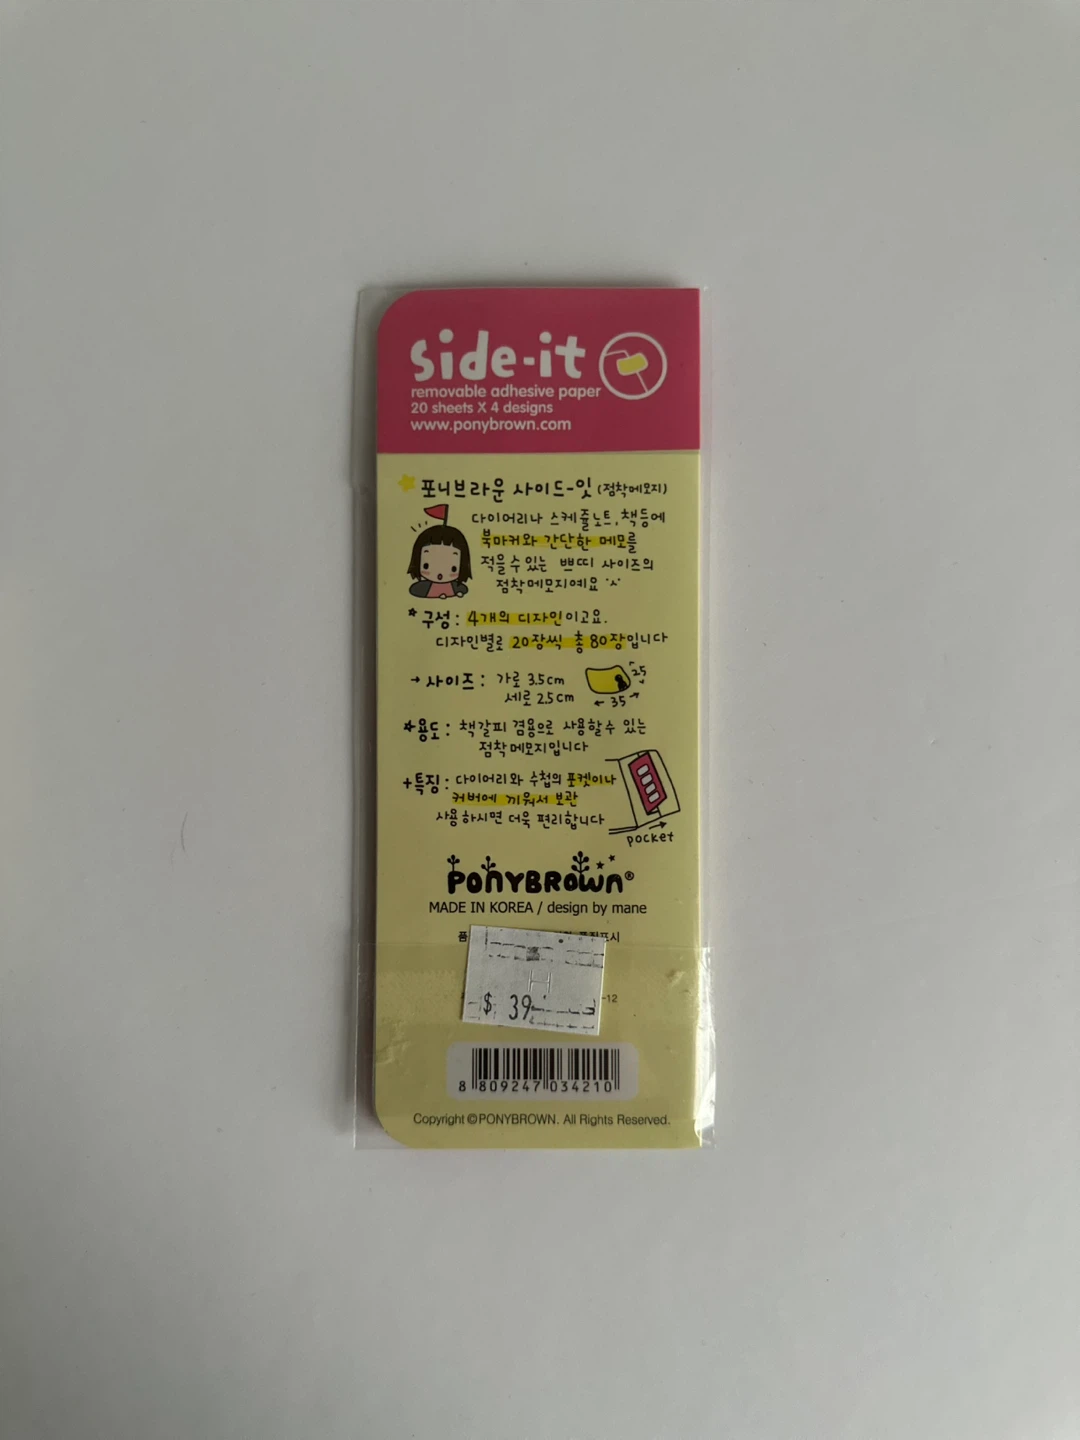 side-it
removable adhesive paper
20 sheets X 4 designs
www.ponybrown.com
포니브라운 사이드-잇 (점착메모지)
다이어리나 스케쥴노트, 책등에
북마커와 간단한 메모를
적을수있는 쁘띠 사이즈의
점착메모지예요 ^^
*구성: 4개의 디자인이고요.
디자인별로 20장씩 총 80장입니다
→ 사이즈: 가로 3.5cm
세로 2.5cm
25
35
*용도: 책갈피 겸용으로 사용할수 있는
점착메모지입니다
+특징: 다이어리와 수첩의 포켓이나
커버에 끼워서 보관
사용하시면 더욱 편리합니다
pocket
PONYBROWN®
MADE IN KOREA / design by mane
품
표시
H
$ 39
-12
8 809247 034210
Copyright ©PONYBROWN. All Rights Reserved.